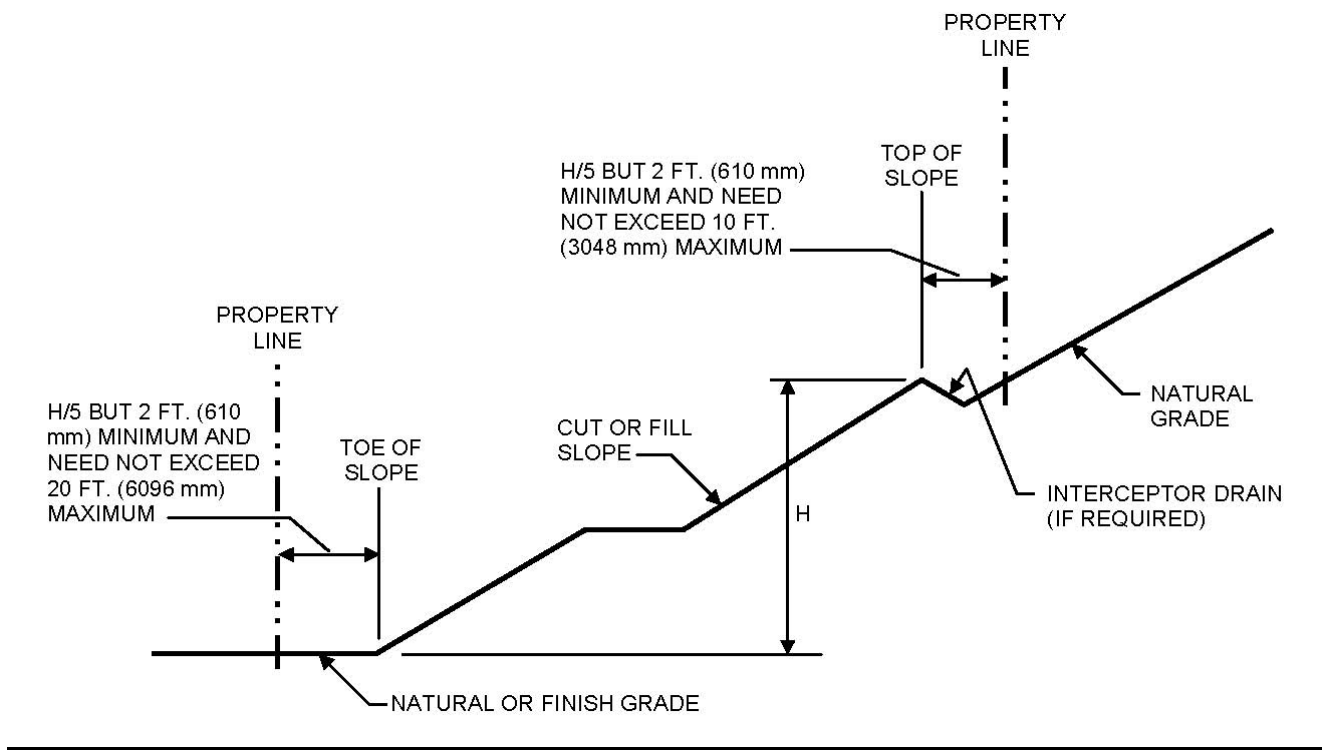 PROPERTY
LINE
H/5 BUT 2 FT. (610 mm)
MINIMUM AND NEED
NOT EXCEED 10 FT.
(3048 mm) MAXIMUM
TOP OF
SLOPE
PROPERTY
LINE
H/5 BUT 2 FT. (610
mm) MINIMUM AND
NEED NOT EXCEED
20 FT. (6096 mm)
MAXIMUM
TOE OF
SLOPE
CUT OR FILL
SLOPE
H
NATURAL
GRADE
INTERCEPTOR DRAIN
(IF REQUIRED)
NATURAL OR FINISH GRADE